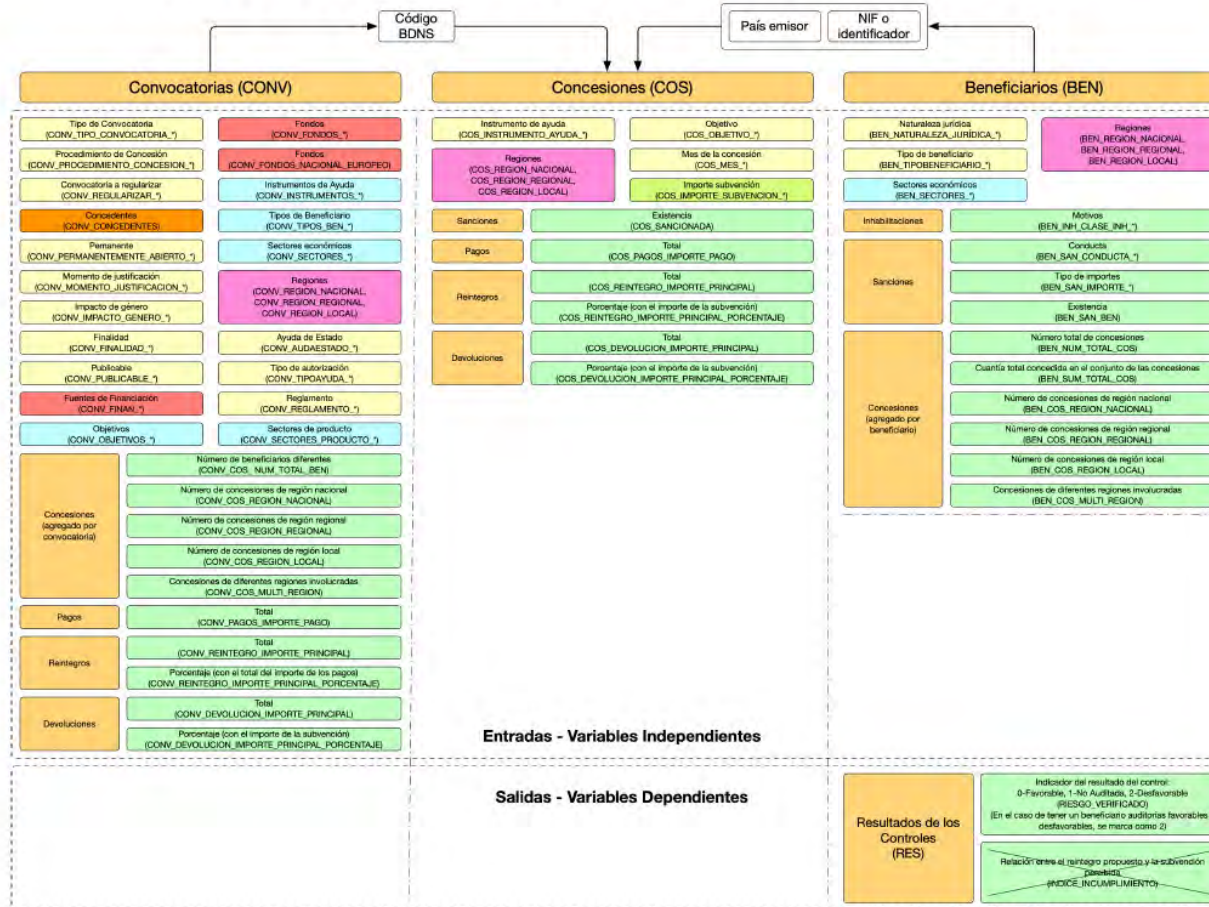 Código
BDNS
País emisor
NIF o
identificador
Convocatorias (CONV)
Concesiones (COS)
Beneficiarios (BEN)
Tipo de Convocatoria
(CONV_TIPO_CONVOCATORIA_*)
Fondos
(CONV_FONDOS_*)
Procedimiento de Concesión
(CONV_PROCEDIMIENTO_CONCESION_*)
Fondos
(CONV_FONDOS_NACIONAL_EUROPEO)
Convocatoria a regularizar
(CONV_REGULARIZAR_*)
Instrumentos de Ayuda
(CONV_INSTRUMENTOS_*)
Concedentes
(CONV_CONCEDENTES)
Tipos de Beneficiario
(CONV_TIPOS_BEN_*)
Permanente
(CONV_PERMANENTEMENTE_ABIERTO_*)
Sectores económicos
(CONV_SECTORES_*)
Momento de justificación
(CONV_MOMENTO_JUSTIFICACION_*)
Regiones
(CONV_REGION_NACIONAL,
CONV_REGION_REGIONAL,
CONV_REGION_LOCAL)
Impacto de género
(CONV_IMPACTO_GENERO_*)
Finalidad
(CONV_FINALIDAD_*)
Ayuda de Estado
(CONV_AUDAESTADO_*)
Publicable
(CONV_PUBLICABLE_*)
Tipo de autorización
(CONV_TIPOAYUDA_*)
Fuentes de Financiación
(CONV_FINAN_*)
Reglamento
(CONV_REGLAMENTO_*)
Objetivos
(CONV_OBJETIVOS_*)
Sectores de producto
(CONV_SECTORES_PRODUCTO_*)
Concesiones
(agregado por
convocatoria)
Número de beneficiarios diferentes
(CONV_COS_NUM_TOTAL_BEN)
Número de concesiones de región nacional
(CONV_COS_REGION_NACIONAL)
Número de concesiones de región regional
(CONV_COS_REGION_REGIONAL)
Número de concesiones de región local
(CONV_COS_REGION_LOCAL)
Concesiones de diferentes regiones involucradas
(CONV_COS_MULTI_REGION)
Pagos
Total
(CONV_PAGOS_IMPORTE_PAGO)
Reintegros
Total
(CONV_REINTEGRO_IMPORTE_PRINCIPAL)
Porcentaje (con el total del importe de los pagos)
(CONV_REINTEGRO_IMPORTE_PRINCIPAL_PORCENTAJE)
Devoluciones
Total
(CONV_DEVOLUCION_IMPORTE_PRINCIPAL)
Porcentaje (con el importe de la subvención)
(CONV_DEVOLUCION_IMPORTE_PRINCIPAL_PORCENTAJE)
Instrumento de ayuda
(COS_INSTRUMENTO_AYUDA_*)
Objetivo
(COS_OBJETIVO_*)
Regiones
(COS_REGION_NACIONAL,
COS_REGION_REGIONAL,
COS_REGION_LOCAL)
Mes de la concesión
(COS_MES_*)
Importe subvención
(COS_IMPORTE_SUBVENCION_*)
Sanciones
Existencia
(COS_SANCIONADA)
Pagos
Total
(COS_PAGOS_IMPORTE_PAGO)
Reintegros
Total
(COS_REINTEGRO_IMPORTE_PRINCIPAL)
Porcentaje (con el importe de la subvención)
(COS_REINTEGRO_IMPORTE_PRINCIPAL_PORCENTAJE)
Devoluciones
Total
(COS_DEVOLUCION_IMPORTE_PRINCIPAL)
Porcentaje (con el importe de la subvención)
(COS_DEVOLUCION_IMPORTE_PRINCIPAL_PORCENTAJE)
Naturaleza jurídica
(BEN_NATURALEZA_JURÍDICA_*)
Regiones
(BEN_REGION_NACIONAL,
BEN_REGION_REGIONAL,
BEN_REGION_LOCAL)
Tipo de beneficiario
(BEN_TIPOBENEFICIARIO_*)
Sectores económicos
(BEN_SECTORES_*)
Inhabilitaciones
Motivos
(BEN_INH_CLASE_INH_*)
Sanciones
Conducta
(BEN_SAN_CONDUCTA_*)
Tipo de importes
(BEN_SAN_IMPORTE_*)
Existencia
(BEN_SAN_BEN)
Concesiones
(agregado por
beneficiario)
Número total de concesiones
(BEN_NUM_TOTAL_COS)
Cuantía total concedida en el conjunto de las concesiones
(BEN_SUM_TOTAL_COS)
Número de concesiones de región nacional
(BEN_COS_REGION_NACIONAL)
Número de concesiones de región regional
(BEN_COS_REGION_REGIONAL)
Número de concesiones de región local
(BEN_COS_REGION_LOCAL)
Concesiones de diferentes regiones involucradas
(BEN_COS_MULTI_REGION)
Entradas - Variables Independientes
Salidas - Variables Dependientes
Resultados de los
Controles
(RES)
Indicador del resultado del control:
0-Favorable, 1-No Auditada, 2-Desfavorable
(RIESGO_VERIFICADO)
(En el caso de tener un beneficiario auditorías favorables
desfavorables, se marca como 2)
Relación entre el reintegro propuesto y la subvención
percibida
(INDICE_INCUMPLIMIENTO)